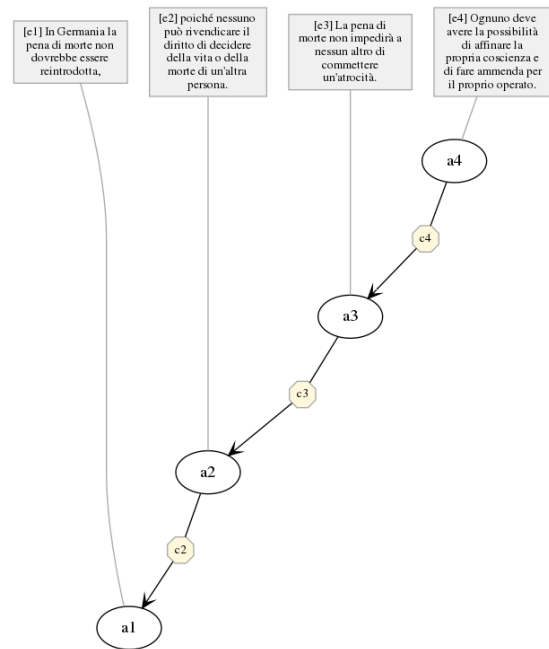 [e1] In Germania la
pena di morte non
dovrebbe essere
reintrodotta,
[e2] poiché nessuno
può rivendicare il
diritto di decidere
della vita o della
morte di un'altra
persona.
[e3] La pena di
morte non impedirà a
nessun altro di
commettere
un'atrocità.
[e4] Ognuno deve
avere la possibilità
di affinare la
propria coscienza e
di fare ammenda per
il proprio operato.
a4
c4
a3
c3
a2
c2
a1